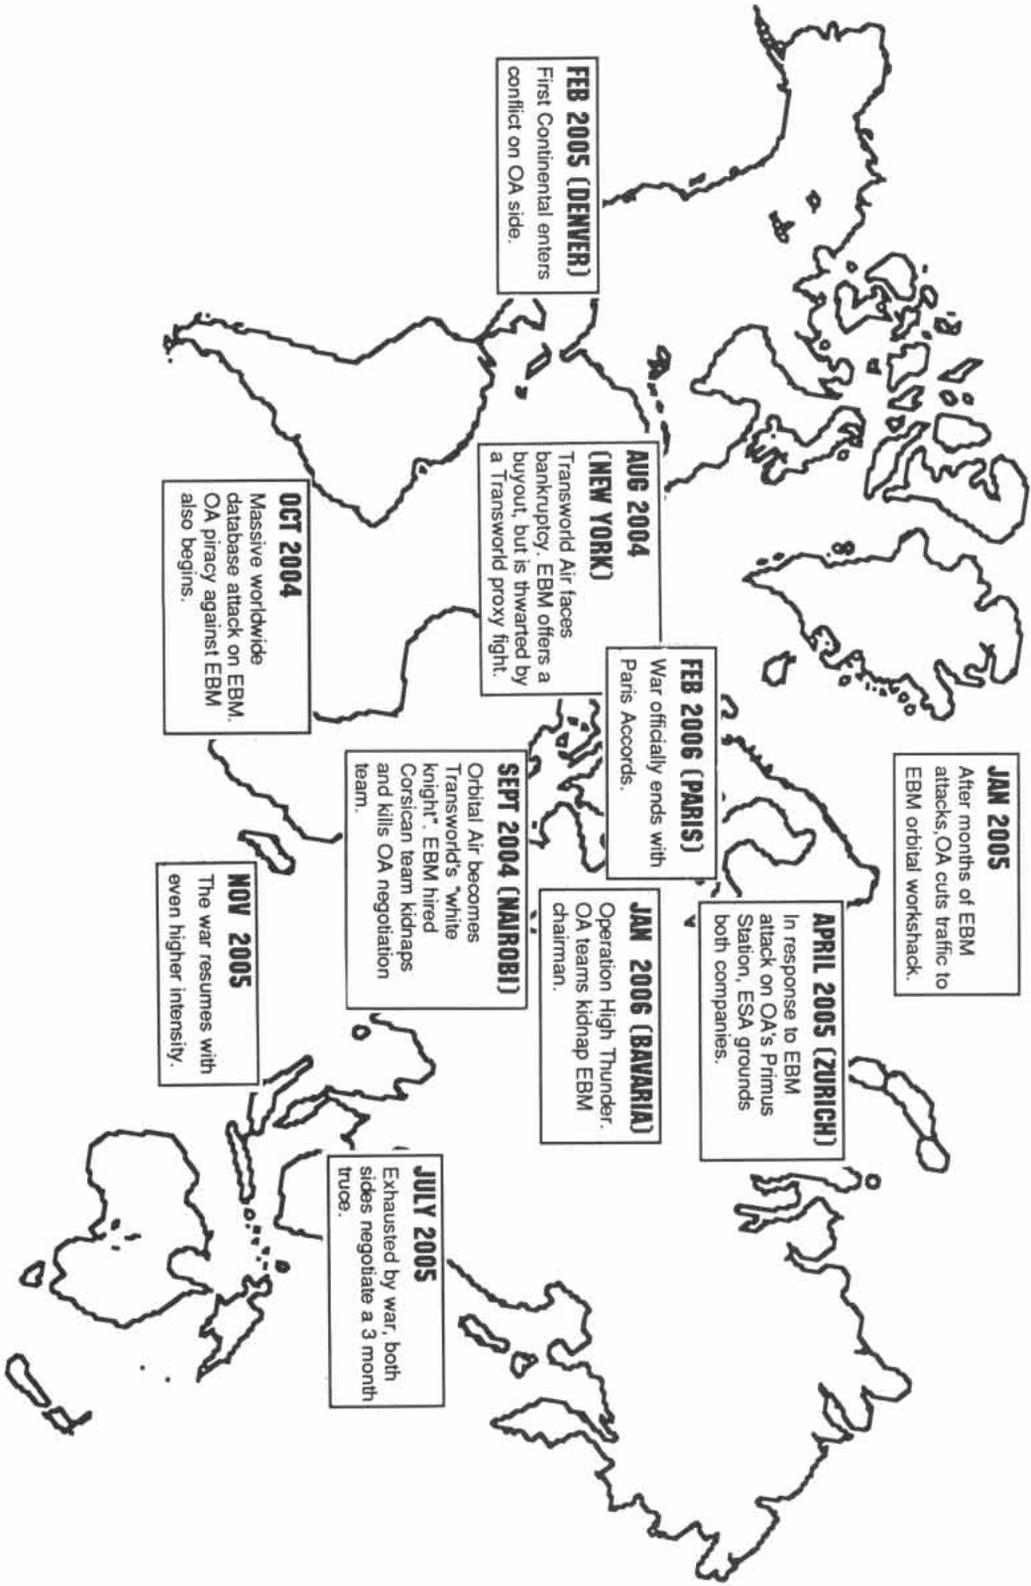 FEB 2005 (DENVER)
First Continental enters
conflict on OA side.
AUG 2004
(NEW YORK)
Transworld Air faces
bankruptcy. EBM offers a
buyout, but is thwarted by
a Transworld proxy fight.
OCT 2004
Massive worldwide
database attack on EBM.
OA piracy against EBM
also begins.
FEB 2006 (PARIS)
War officially ends with
Paris Accords.
SEPT 2004 (NAIROBI)
Orbital Air becomes
Transworld's "white
knight". EBM hired
Corsican team kidnaps
and kills OA negotiation
team.
JAN 2005
After months of EBM
attacks,OA cuts traffic to
EBM orbital workshack.
NOV 2005
The war resumes with
even higher intensity.
JAN 2006 (BAVARIA)
Operation High Thunder.
OA teams kidnap EBM
chairman.
APRIL 2005 (ZURICH)
In response to EBM
attack on OA's Primus
Station, ESA grounds
both companies.
JULY 2005
Exhausted by war, both
sides negotiate a 3 month
truce.